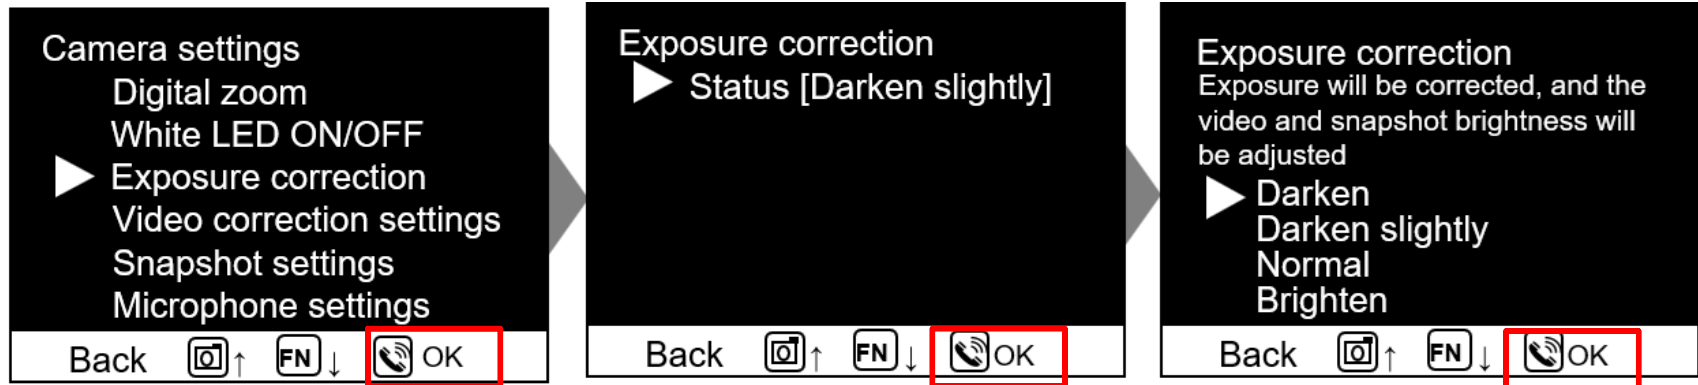 Camera settings
Digital zoom
White LED ON/OFF
Exposure correction
Video correction settings
Snapshot settings
Microphone settings
Back ↑ FN ↓ OK
Exposure correction
Status [Darken slightly]
Back ↑ FN ↓ OK
Exposure correction
Exposure will be corrected, and the
video and snapshot brightness will
be adjusted
Darken
Darken slightly
Normal
Brighten
Back ↑ FN ↓ OK